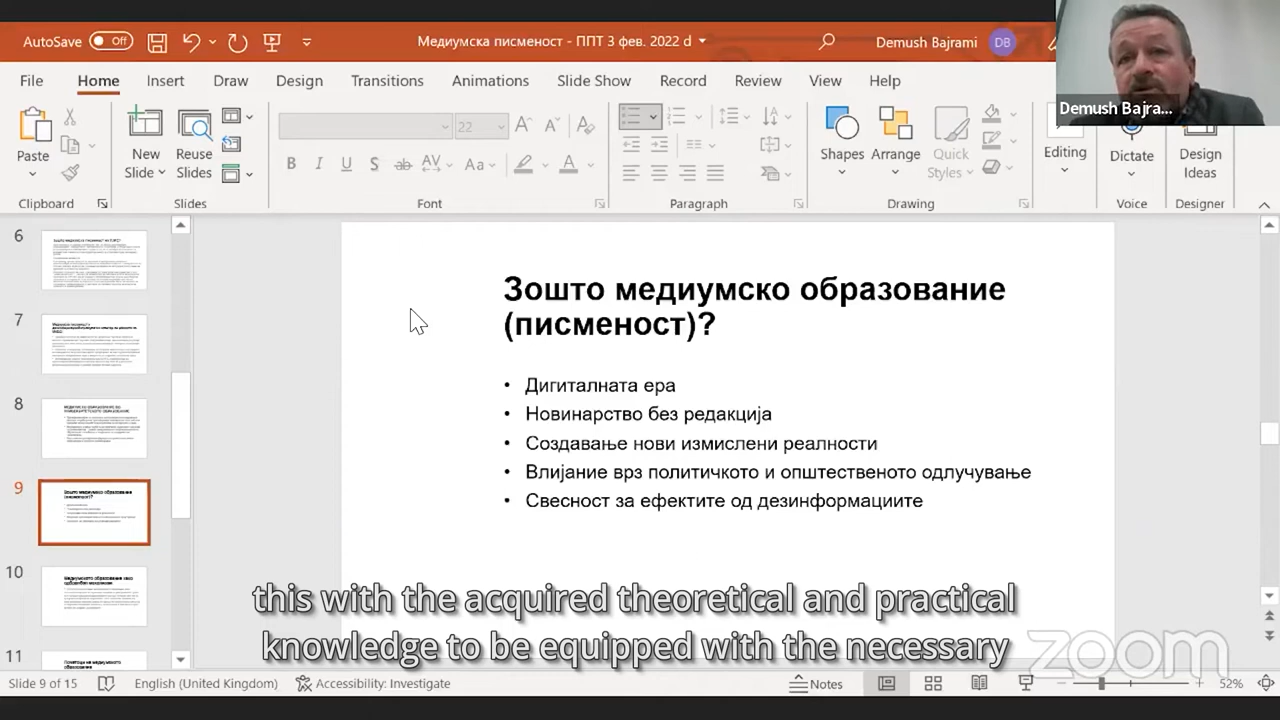 AutoSave Off
Медиумска писменост - ППТ 3 фев. 2022 d
Demush Bajrami DB
File Home Insert Draw Design Transitions Animations Slide Show Record Review View Help
Demush Bajra...
Paste
New Slide
Reuse Slides
22
B I U S ab AV Aa A
Shapes Arrange Quick Styles
Editing
Dictate
Design Ideas
Clipboard Slides Font Paragraph Drawing Voice Designer
6
7
8
9
10
11
Зошто медиумско образование
(писменост)?
• Дигиталната ера
• Новинарство без редакција
• Создавање нови измислени реалности
• Влијание врз политичкото и општественото одлучување
• Свесност за ефектите од дезинформациите
this with the acquired theoretical and practical
knowledge to be equipped with the necessary
zoom
Slide 9 of 15 English (United Kingdom) Accessibility: Investigate Notes 52%